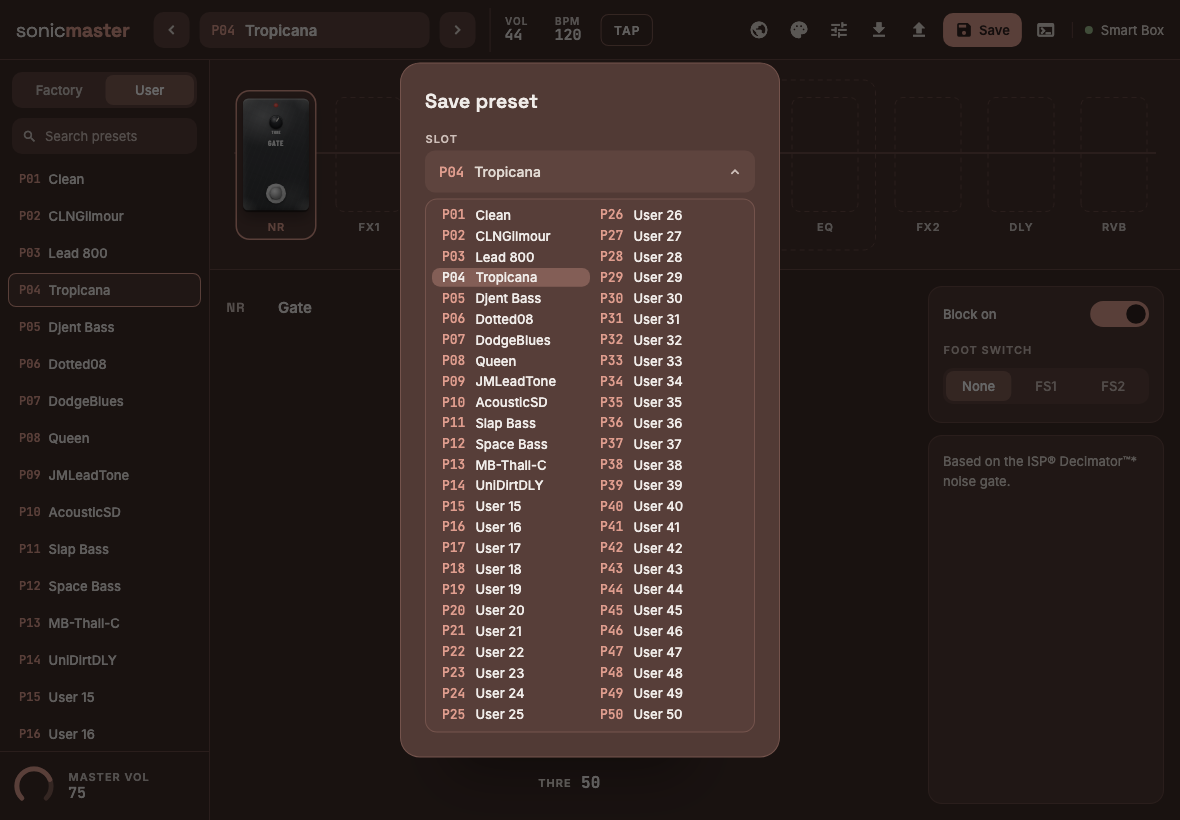 sonicmaster
P04 Tropicana
VOL
44
BPM
120
TAP
Save
Smart Box
Factory
User
Search presets
P01 Clean
P02 CLNGilmour
P03 Lead 800
P04 Tropicana
P05 Djent Bass
P06 Dotted08
P07 DodgeBlues
P08 Queen
P09 JMLeadTone
P10 AcousticSD
P11 Slap Bass
P12 Space Bass
P13 MB-Thall-C
P14 UniDirtDLY
P15 User 15
P16 User 16
MASTER VOL
75
GATE
NR
FX1
EQ
FX2
DLY
RVB
NR Gate
Save preset
SLOT
P04 Tropicana
P01 Clean
P02 CLNGilmour
P03 Lead 800
P04 Tropicana
P05 Djent Bass
P06 Dotted08
P07 DodgeBlues
P08 Queen
P09 JMLeadTone
P10 AcousticSD
P11 Slap Bass
P12 Space Bass
P13 MB-Thall-C
P14 UniDirtDLY
P15 User 15
P16 User 16
P17 User 17
P18 User 18
P19 User 19
P20 User 20
P21 User 21
P22 User 22
P23 User 23
P24 User 24
P25 User 25
P26 User 26
P27 User 27
P28 User 28
P29 User 29
P30 User 30
P31 User 31
P32 User 32
P33 User 33
P34 User 34
P35 User 35
P36 User 36
P37 User 37
P38 User 38
P39 User 39
P40 User 40
P41 User 41
P42 User 42
P43 User 43
P44 User 44
P45 User 45
P46 User 46
P47 User 47
P48 User 48
P49 User 49
P50 User 50
THRE 50
Block on
FOOT SWITCH
None
FS1
FS2
Based on the ISP® Decimator™*
noise gate.